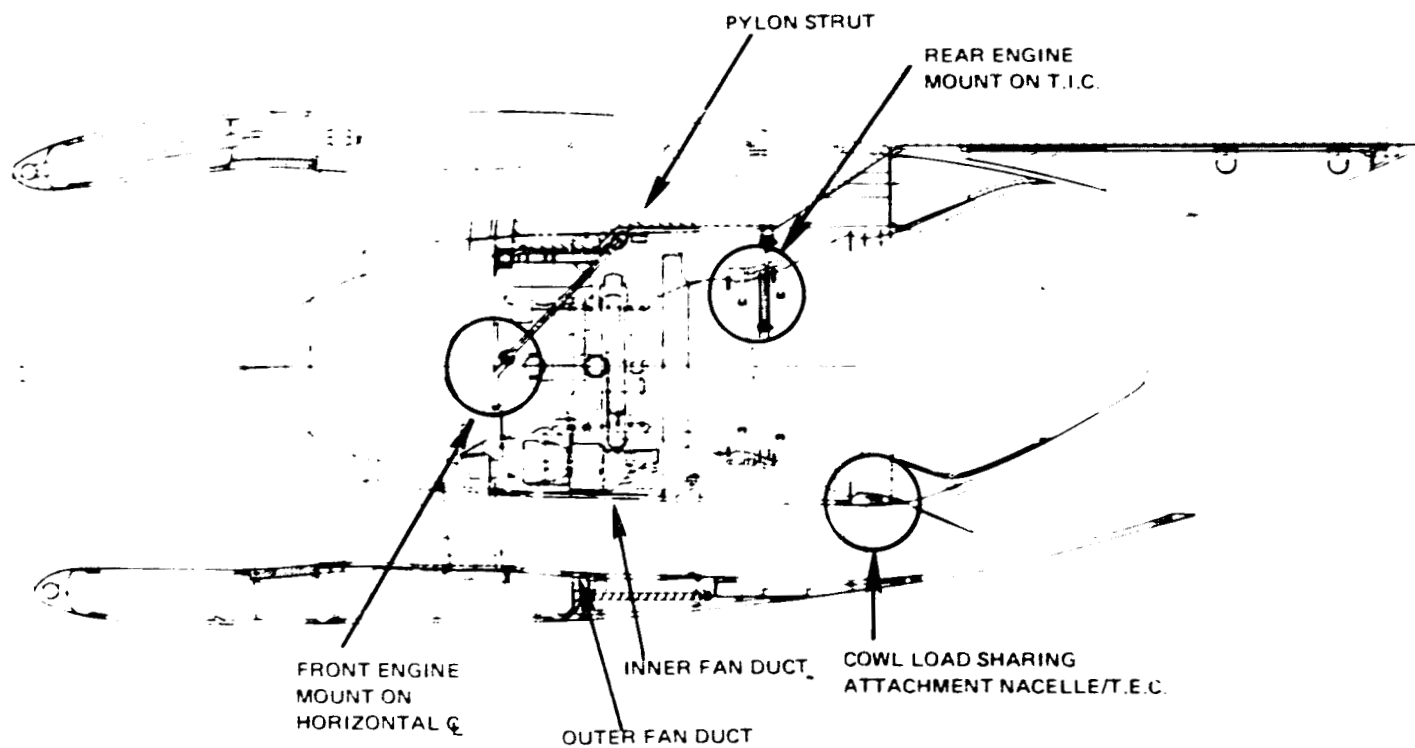 PYLON STRUT
REAR ENGINE
MOUNT ON T.I.C.
FRONT ENGINE
MOUNT ON
HORIZONTAL ℄
INNER FAN DUCT
OUTER FAN DUCT
COWL LOAD SHARING
ATTACHMENT NACELLE/T.E.C.